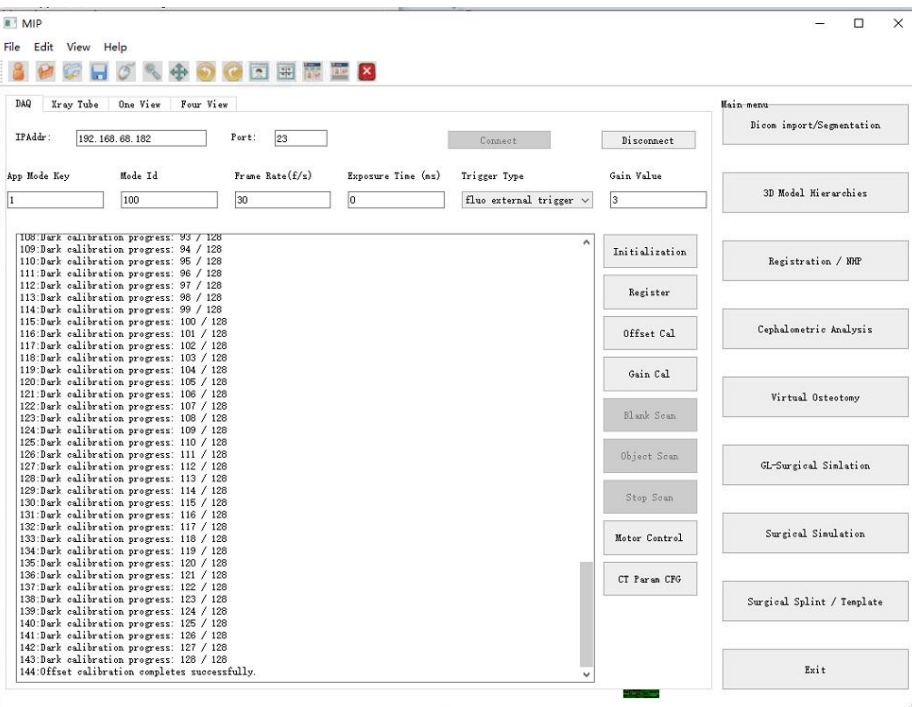 MIP
File Edit View Help
DAQ Xray Tube One View Four View
Main menu
IPAddr: 192.168.68.182 Port: 23 Connect Disconnect
App Mode Key Mode Id Frame Rate(f/s) Exposure Time (ms) Trigger Type Gain Value
1 100 30 0 fluo external trigger 3
108:Dark calibration progress: 93 / 128
109:Dark calibration progress: 94 / 128
110:Dark calibration progress: 95 / 128
111:Dark calibration progress: 96 / 128
112:Dark calibration progress: 97 / 128
113:Dark calibration progress: 98 / 128
114:Dark calibration progress: 99 / 128
115:Dark calibration progress: 100 / 128
116:Dark calibration progress: 101 / 128
117:Dark calibration progress: 102 / 128
118:Dark calibration progress: 103 / 128
119:Dark calibration progress: 104 / 128
120:Dark calibration progress: 105 / 128
121:Dark calibration progress: 106 / 128
122:Dark calibration progress: 107 / 128
123:Dark calibration progress: 108 / 128
124:Dark calibration progress: 109 / 128
125:Dark calibration progress: 110 / 128
126:Dark calibration progress: 111 / 128
127:Dark calibration progress: 112 / 128
128:Dark calibration progress: 113 / 128
129:Dark calibration progress: 114 / 128
130:Dark calibration progress: 115 / 128
131:Dark calibration progress: 116 / 128
132:Dark calibration progress: 117 / 128
133:Dark calibration progress: 118 / 128
134:Dark calibration progress: 119 / 128
135:Dark calibration progress: 120 / 128
136:Dark calibration progress: 121 / 128
137:Dark calibration progress: 122 / 128
138:Dark calibration progress: 123 / 128
139:Dark calibration progress: 124 / 128
140:Dark calibration progress: 125 / 128
141:Dark calibration progress: 126 / 128
142:Dark calibration progress: 127 / 128
143:Dark calibration progress: 128 / 128
144:Offset calibration completes successfully.
Initialization
Register
Offset Cal
Gain Cal
Blank Scan
Object Scan
Stop Scan
Motor Control
CT Param CFG
Dicom import/Segmentation
3D Model Hierarchies
Registration / NHP
Cephalometric Analysis
Virtual Osteotomy
GL-Surgical Simlation
Surgical Simulation
Surgical Splint / Template
Exit